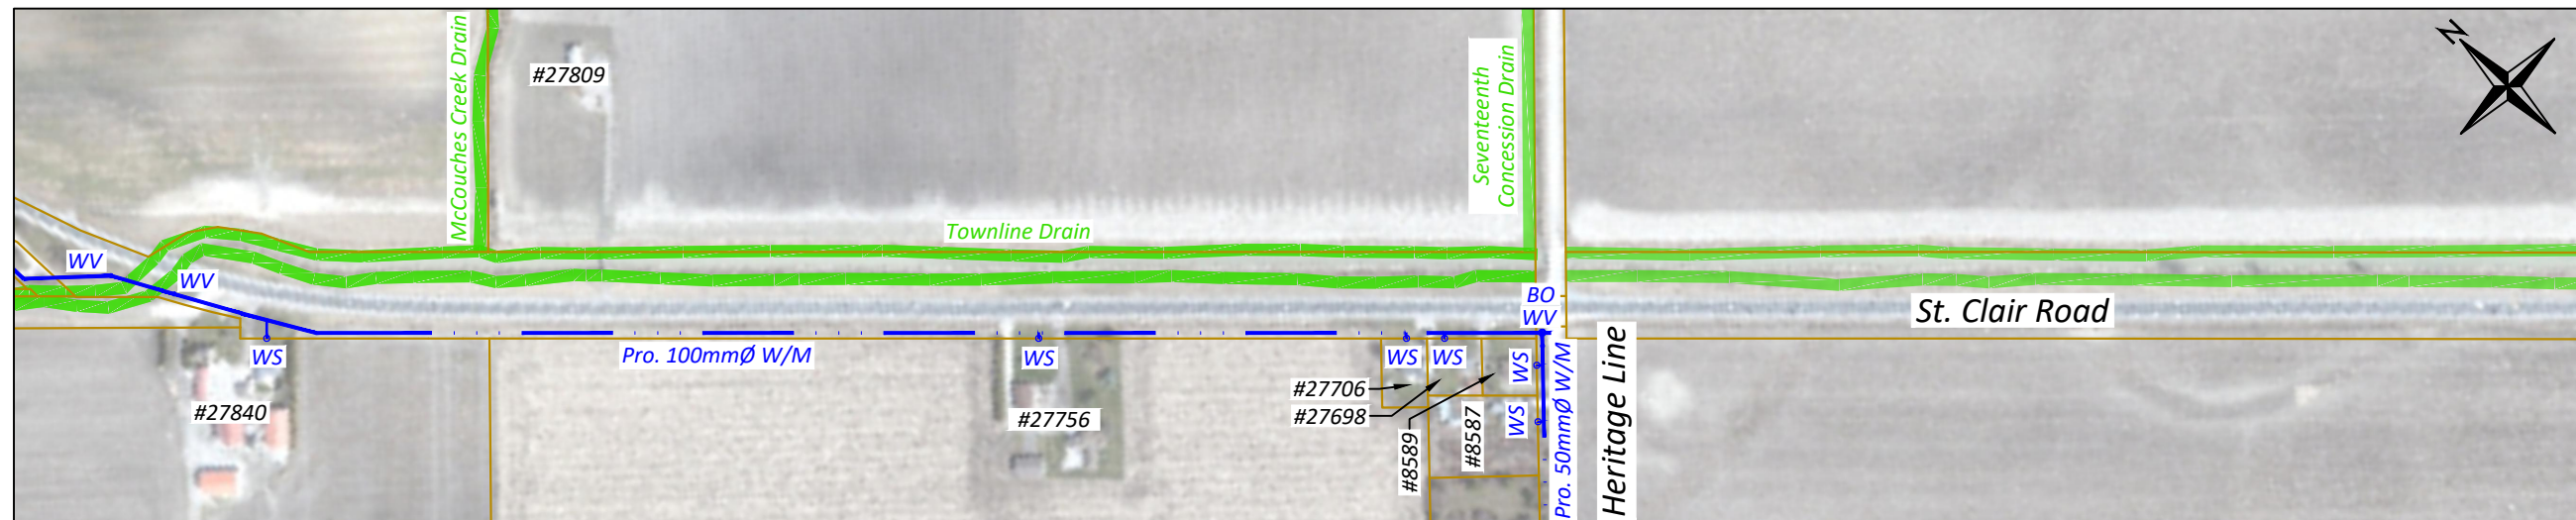 McCouches Creek Drain
#27809
Seventeenth
Concession Drain
N
Townline Drain
WV
WV
BO
WV
St. Clair Road
WS
Pro. 100mmØ W/M
WS
WS
WS
WS
WS
Pro. 50mmØ W/M
Heritage Line
#27840
#27756
#27706
#27698
#8589
#8587